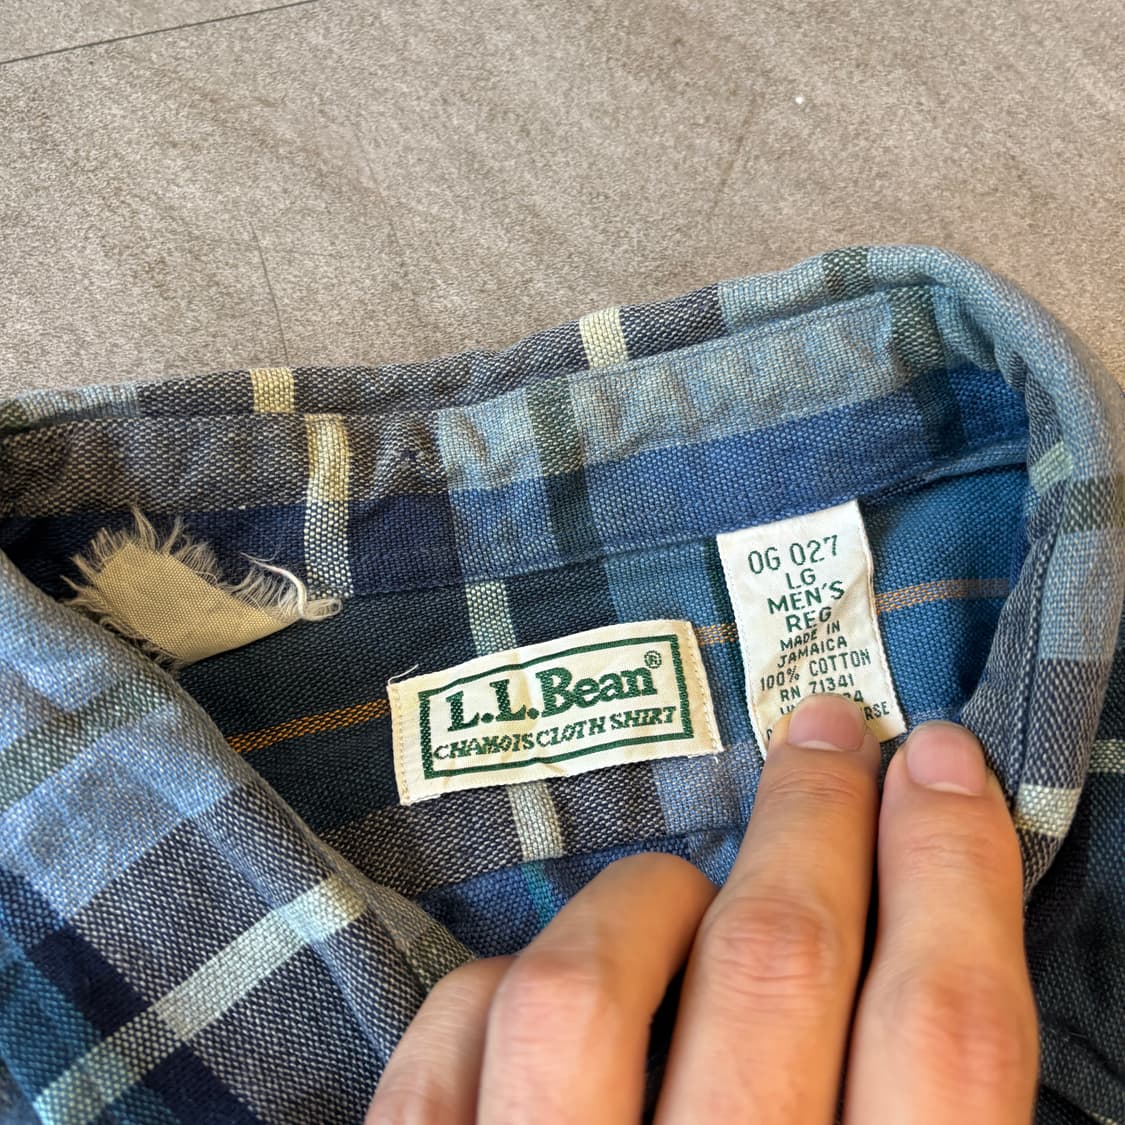 L.L.Bean®
CHAMOIS CLOTH SHIRT
OG 027
LG
MEN'S
REG
MADE IN
JAMAICA
100% COTTON
RN 71341